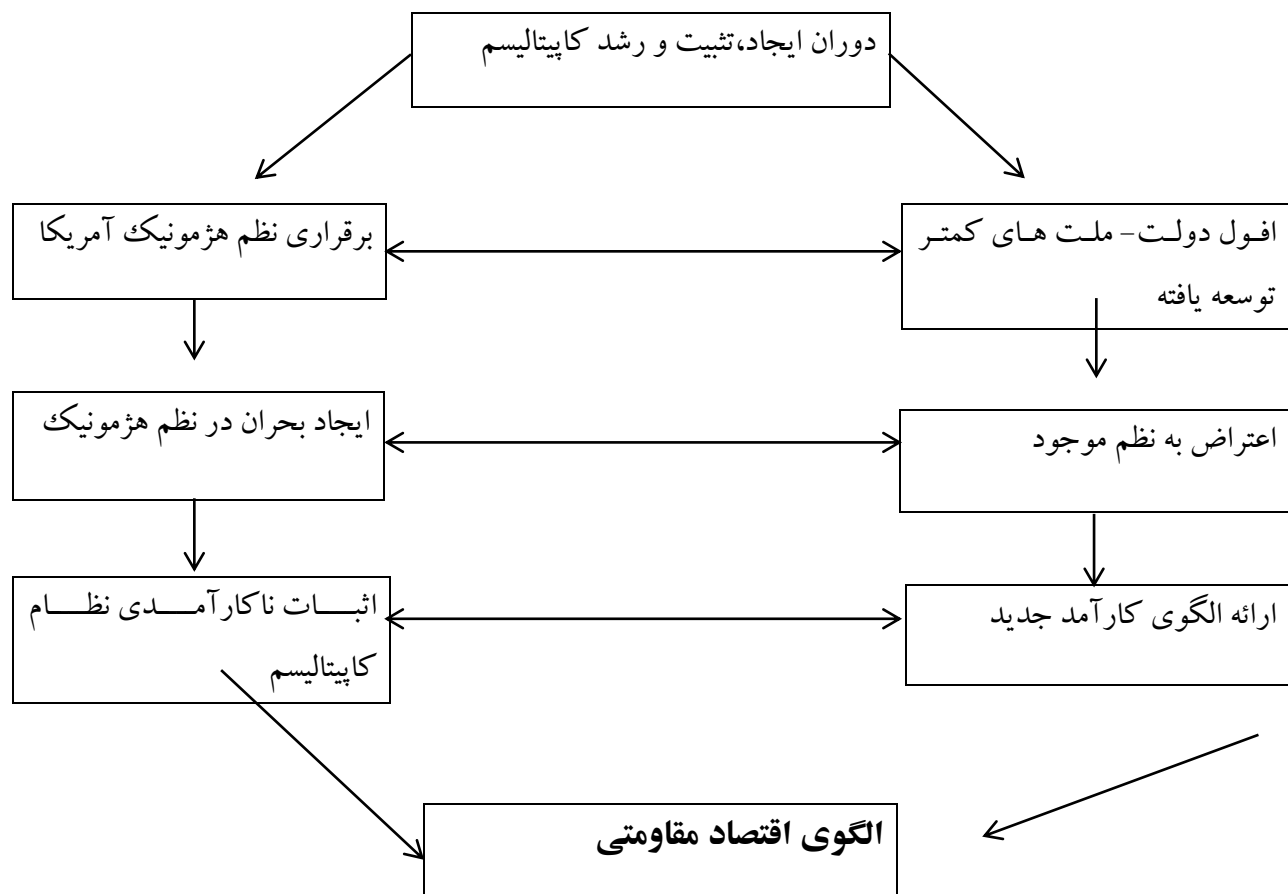 دوران ایجاد،تثبیت و رشد کاپیتالیسم
افـول دولـت- ملـت هـای کمتـر
توسعه یافته
برقراری نظم هژمونیک آمریکا
اعتراض به نظم موجود
ایجاد بحران در نظم هژمونیک
ارائه الگوی کارآمد جدید
اثبـــات ناکارآمـــدی نظـــام
کاپیتالیسم
الگوی اقتصاد مقاومتی